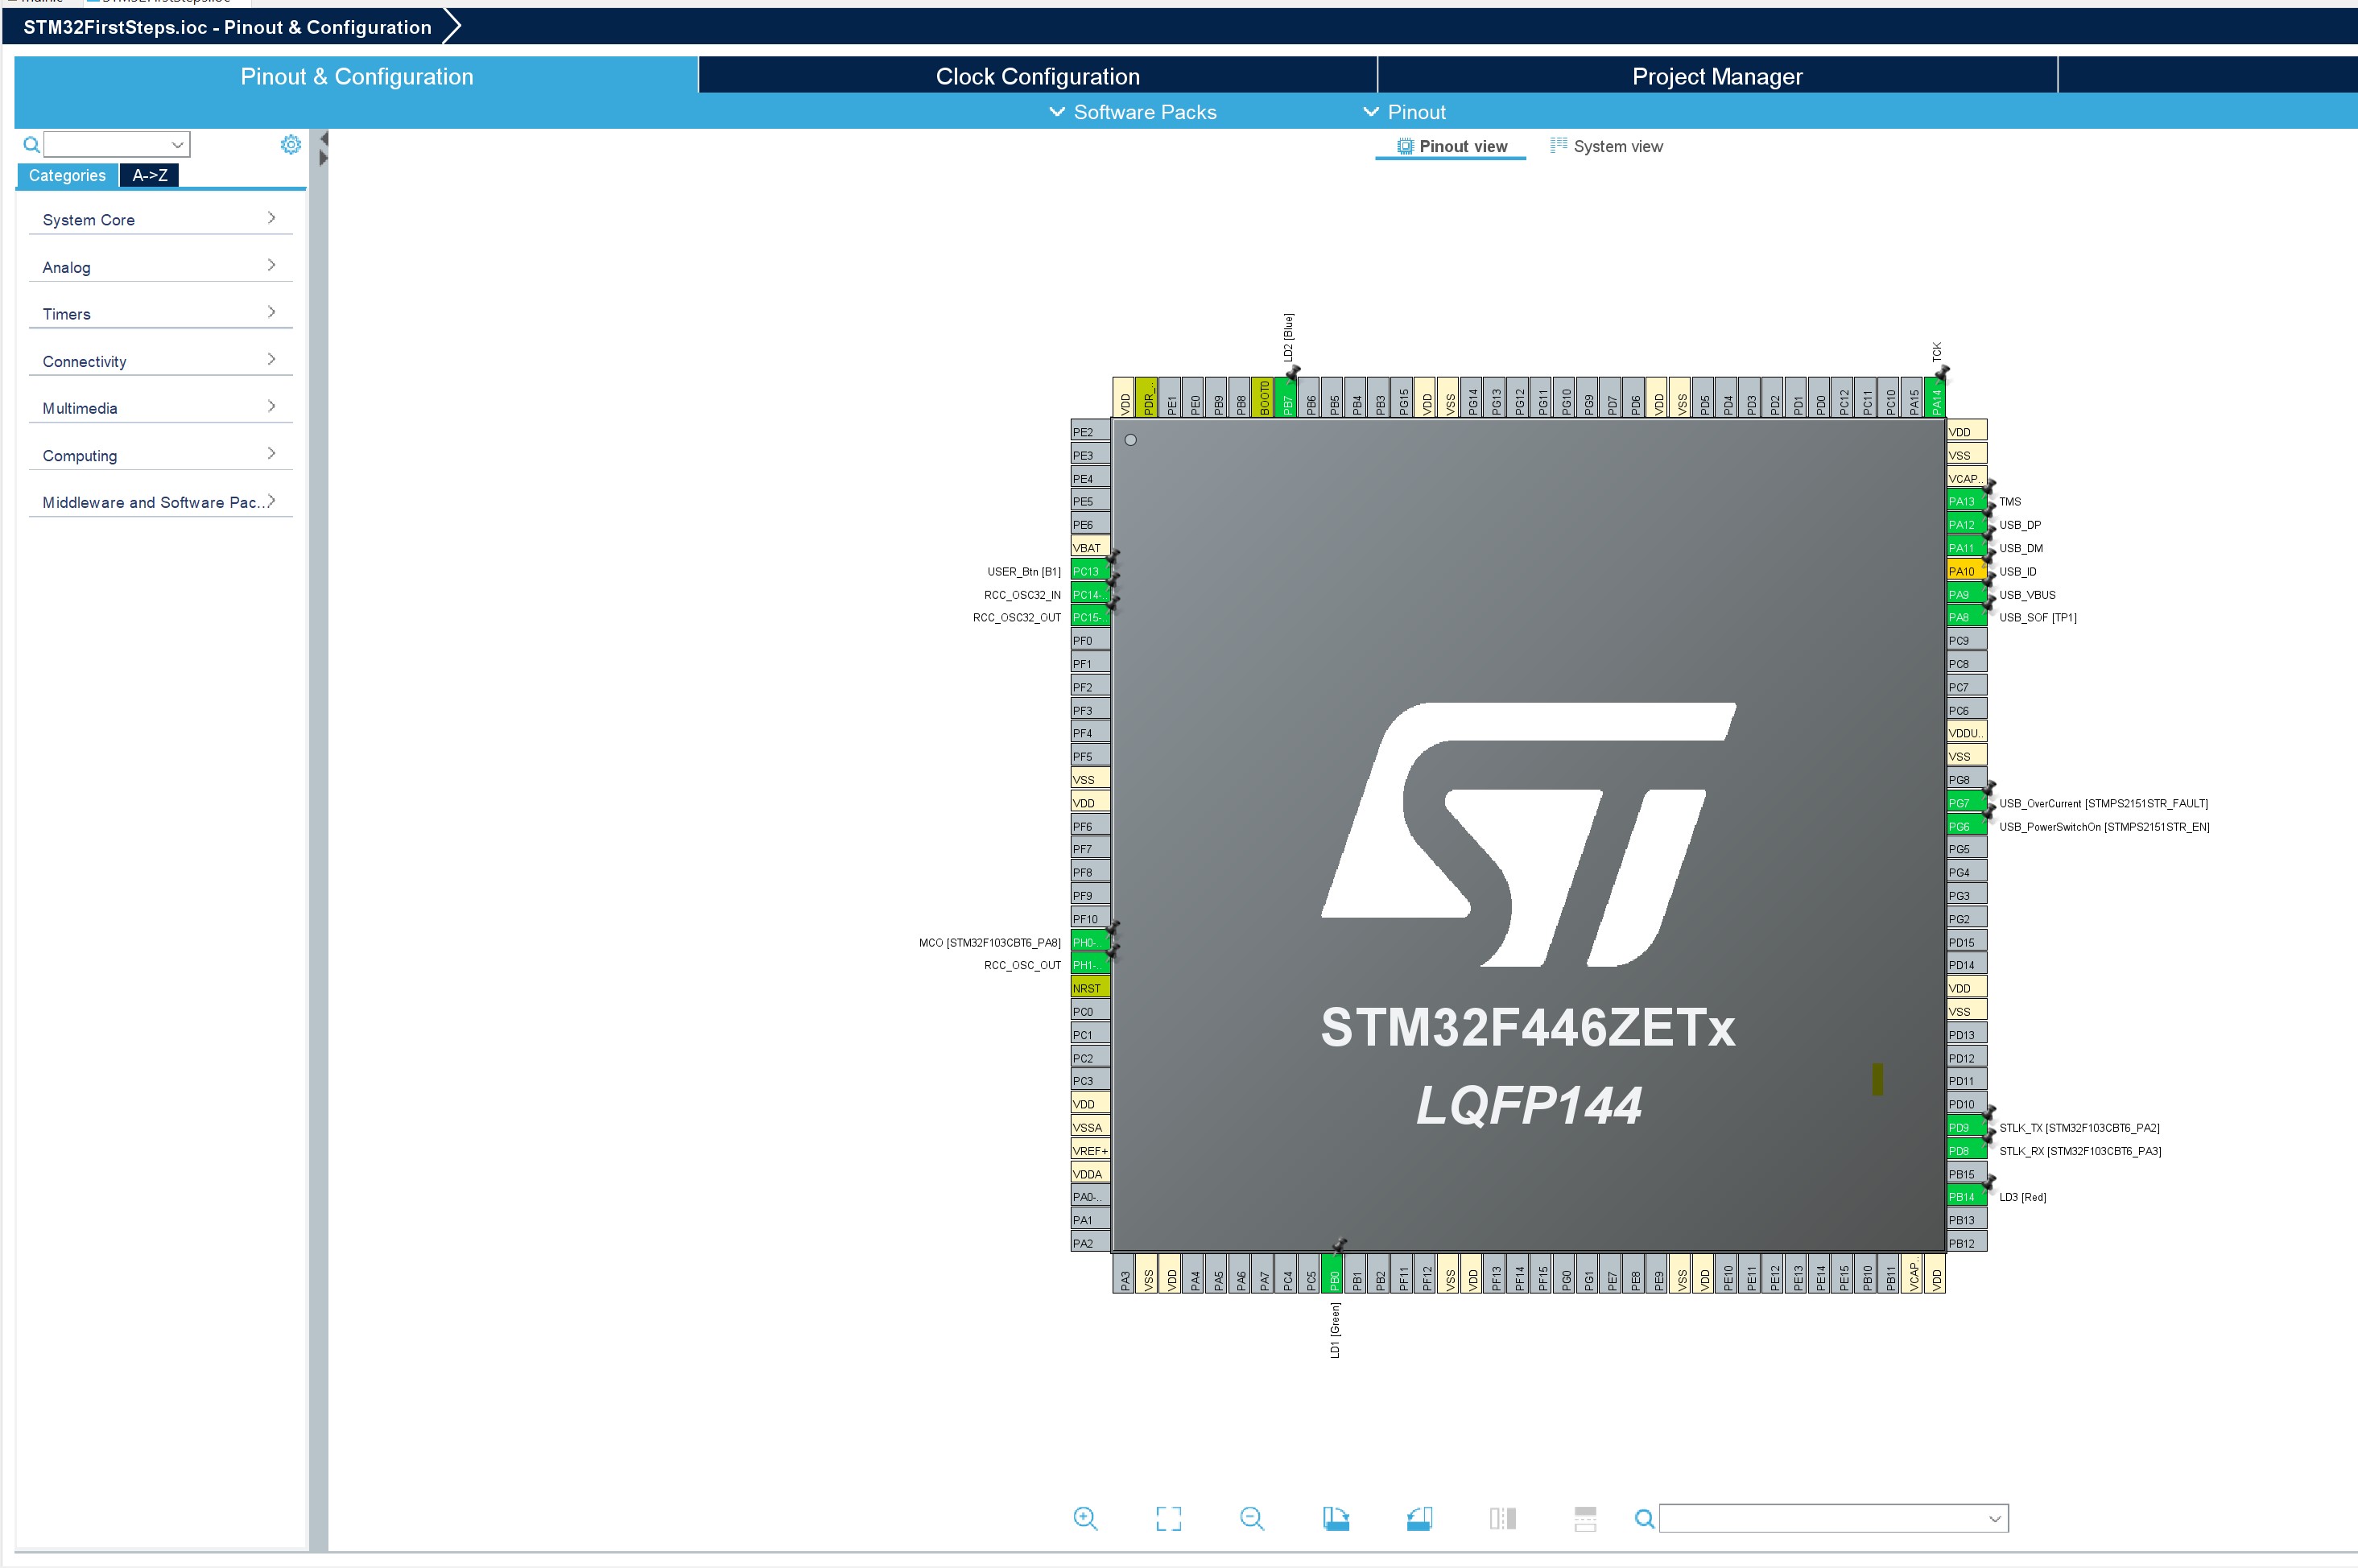 STM32FirstSteps.ioc - Pinout & Configuration
Pinout & Configuration
Clock Configuration
Project Manager
Software Packs
Pinout
Pinout view
System view
Categories
A->Z
System Core
Analog
Timers
Connectivity
Multimedia
Computing
Middleware and Software Pac...
LD2 [Blue]
TCK
VDD
PDR_..
PE1
PE0
PB9
PB8
BOOT0
PB7
PB6
PB5
PB4
PB3
PG15
VDD
VSS
PG14
PG13
PG12
PG11
PG10
PG9
PD7
PD6
VDD
VSS
PD5
PD4
PD3
PD2
PD1
PD0
PC12
PC11
PC10
PA15
PA14
PE2
PE3
PE4
PE5
PE6
VBAT
USER_Btn [B1] PC13
RCC_OSC32_IN PC14-.
RCC_OSC32_OUT PC15-.
PF0
PF1
PF2
PF3
PF4
PF5
VSS
VDD
PF6
PF7
PF8
PF9
PF10
MCO [STM32F103CBT6_PA8] PH0-..
RCC_OSC_OUT PH1-..
NRST
PC0
PC1
PC2
PC3
VDD
VSSA
VREF+
VDDA
PA0-..
PA1
PA2
ST
STM32F446ZETx
LQFP144
VDD
VSS
VCAP..
PA13 TMS
PA12 USB_DP
PA11 USB_DM
PA10 USB_ID
PA9 USB_VBUS
PA8 USB_SOF [TP1]
PC9
PC8
PC7
PC6
VDDU..
VSS
PG8
PG7 USB_OverCurrent [STMPS2151STR_FAULT]
PG6 USB_PowerSwitchOn [STMPS2151STR_EN]
PG5
PG4
PG3
PG2
PD15
PD14
VDD
VSS
PD13
PD12
PD11
PD10
PD9 STLK_TX [STM32F103CBT6_PA2]
PD8 STLK_RX [STM32F103CBT6_PA3]
PB15
PB14 LD3 [Red]
PB13
PB12
PA3
VSS
VDD
PA4
PA5
PA6
PA7
PC4
PC5
PB0
PB1
PB2
PF11
PF12
VSS
VDD
PF13
PF14
PF15
PG0
PG1
PE7
PE8
PE9
VSS
VDD
PE10
PE11
PE12
PE13
PE14
PE15
PB10
PB11
VCAP.
VDD
LD1 [Green]